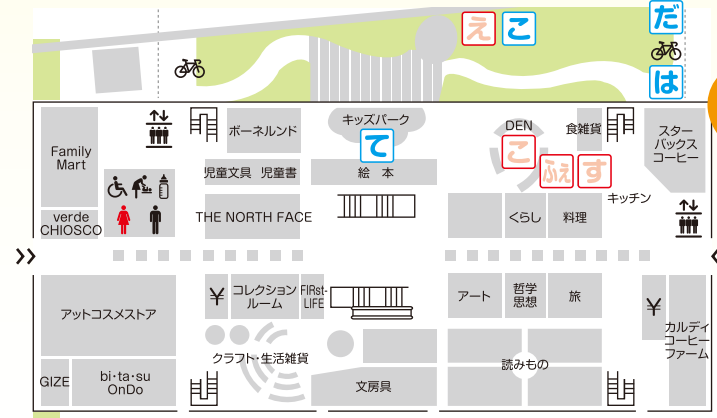 だ
え こ
は
Family
Mart
ボーネルンド
キッズパーク
て
DEN
食雑貨
スター
バックス
コーヒー
こ
ふぇ
す
児童文具 児童書
絵 本
キッチン
verde
CHIOSCO
THE NORTH FACE
くらし
料理
»
アットコスメストア
¥
コレクション
ルーム
FIRst-
LIFE
アート
哲学
思想
旅
¥
カルディ
コーヒー
ファーム
クラフト・生活雑貨
読みもの
GIZE
bi・ta・su
OnDo
文房具